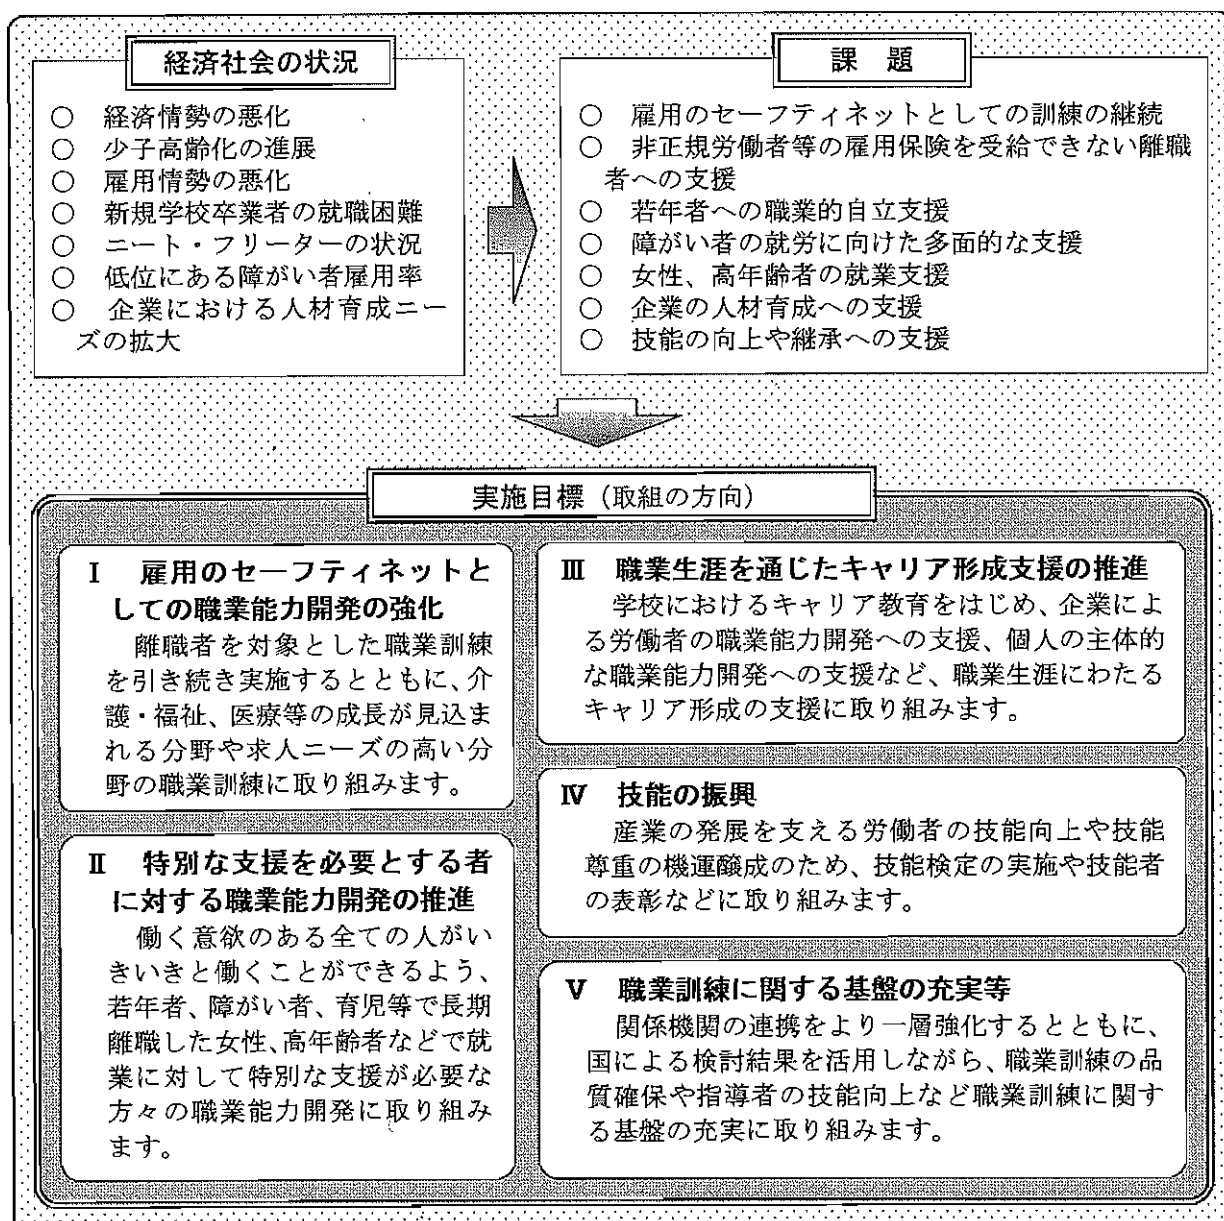 経済社会の状況
○ 経済情勢の悪化
○ 少子高齢化の進展
○ 雇用情勢の悪化
○ 新規学校卒業者の就職困難
○ ニート・フリーターの状況
○ 低位にある障がい者雇用率
○ 企業における人材育成ニー
ズの拡大
課 題
○ 雇用のセーフティネットとしての訓練の継続
○ 非正規労働者等の雇用保険を受給できない離職
者への支援
○ 若年者への職業的自立支援
○ 障がい者の就労に向けた多面的な支援
○ 女性、高年齢者の就業支援
○ 企業の人材育成への支援
○ 技能の向上や継承への支援
実施目標（取組の方向）
Ⅰ 雇用のセーフティネットと
しての職業能力開発の強化
離職者を対象とした職業訓練
を引き続き実施するとともに、介
護・福祉、医療等の成長が見込ま
れる分野や求人ニーズの高い分
野の職業訓練に取り組みます。
Ⅱ 特別な支援を必要とする者
に対する職業能力開発の推進
働く意欲のある全ての人がい
きいきと働くことができるよう、
若年者、障がい者、育児等で長期
離職した女性、高年齢者などで就
業に対して特別な支援が必要な
方々の職業能力開発に取り組み
ます。
Ⅲ 職業生涯を通じたキャリア形成支援の推進
学校におけるキャリア教育をはじめ、企業によ
る労働者の職業能力開発への支援、個人の主体的
な職業能力開発への支援など、職業生涯にわたる
キャリア形成の支援に取り組みます。
Ⅳ 技能の振興
産業の発展を支える労働者の技能向上や技能
尊重の機運醸成のため、技能検定の実施や技能者
の表彰などに取り組みます。
Ⅴ 職業訓練に関する基盤の充実等
関係機関の連携をより一層強化するとともに、
国による検討結果を活用しながら、職業訓練の品
質確保や指導者の技能向上など職業訓練に関す
る基盤の充実に取り組みます。